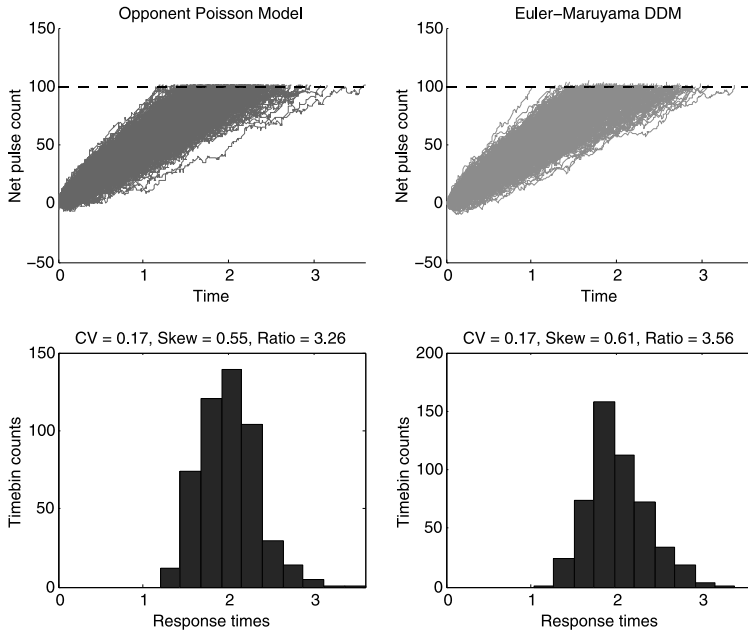 Opponent Poisson Model
150
100
50
0
−50
Net pulse count
0 1 2 3
Time
Euler−Maruyama DDM
150
100
50
0
−50
Net pulse count
0 1 2 3
Time
CV = 0.17, Skew = 0.55, Ratio = 3.26
150
100
50
0
Timebin counts
0 1 2 3
Response times
CV = 0.17, Skew = 0.61, Ratio = 3.56
200
150
100
50
0
Timebin counts
0 1 2 3
Response times